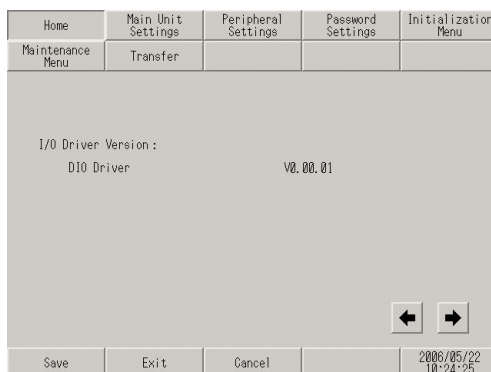 Home
Main Unit
Settings
Peripheral
Settings
Password
Settings
Initialization
Menu
Maintenance
Menu
Transfer
I/O Driver Version :
DIO Driver V0.00.01
Save
Exit
Cancel
2006/05/22
10:24:25